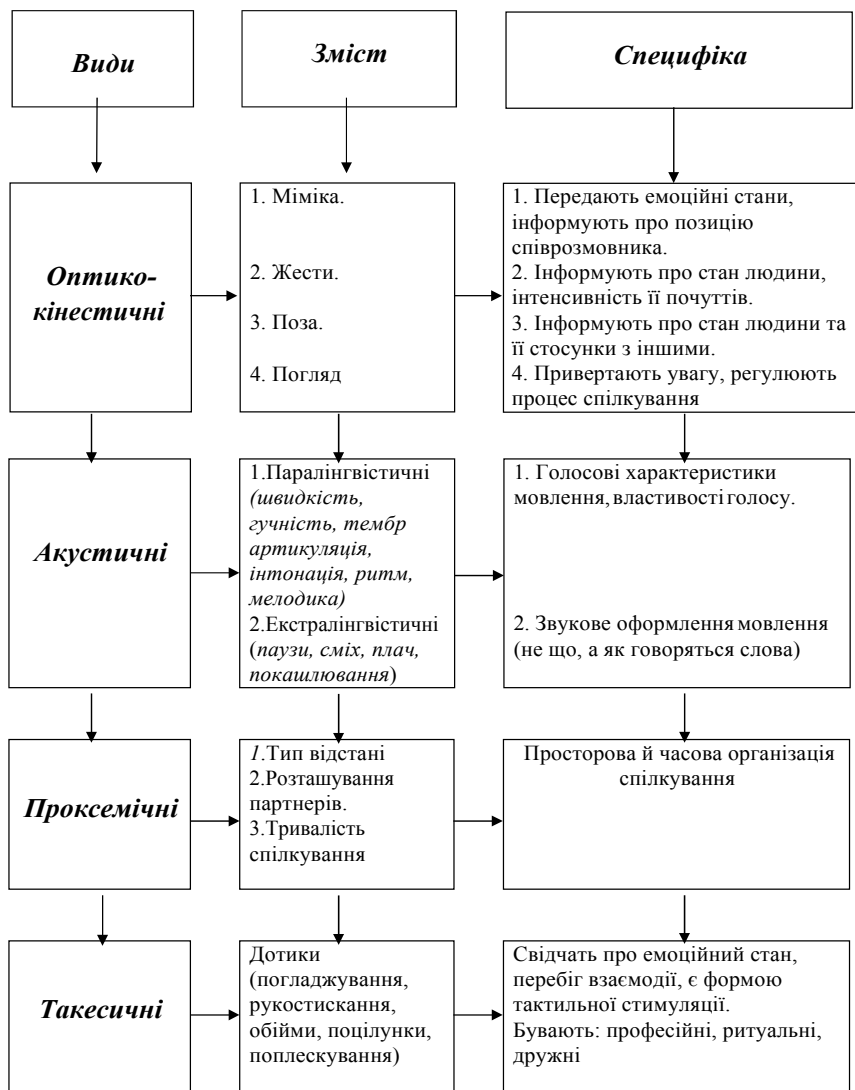 Види
Зміст
Специфіка
Оптико-
кінестичні
1. Міміка.
2. Жести.
3. Поза.
4. Погляд
1. Передають емоційні стани,
інформують про позицію
співрозмовника.
2. Інформують про стан людини,
інтенсивність її почуттів.
3. Інформують про стан людини та
її стосунки з іншими.
4. Привертають увагу, регулюють
процес спілкування
Акустичні
1.Паралінгвістичні
(швидкість,
гучність, тембр
артикуляція,
інтонація, ритм,
мелодика)
2.Екстралінгвістичні
(паузи, сміх, плач,
покашлювання)
1. Голосові характеристики
мовлення, властивості голосу.
2. Звукове оформлення мовлення
(не що, а як говоряться слова)
Проксемічні
1.Тип відстані
2.Розташування
партнерів.
3.Тривалість
спілкування
Просторова й часова організація
спілкування
Такесичні
Дотики
(погладжування,
рукостискання,
обійми, поцілунки,
поплескування)
Свідчать про емоційний стан,
перебіг взаємодії, є формою
тактильної стимуляції.
Бувають: професійні, ритуальні,
дружні